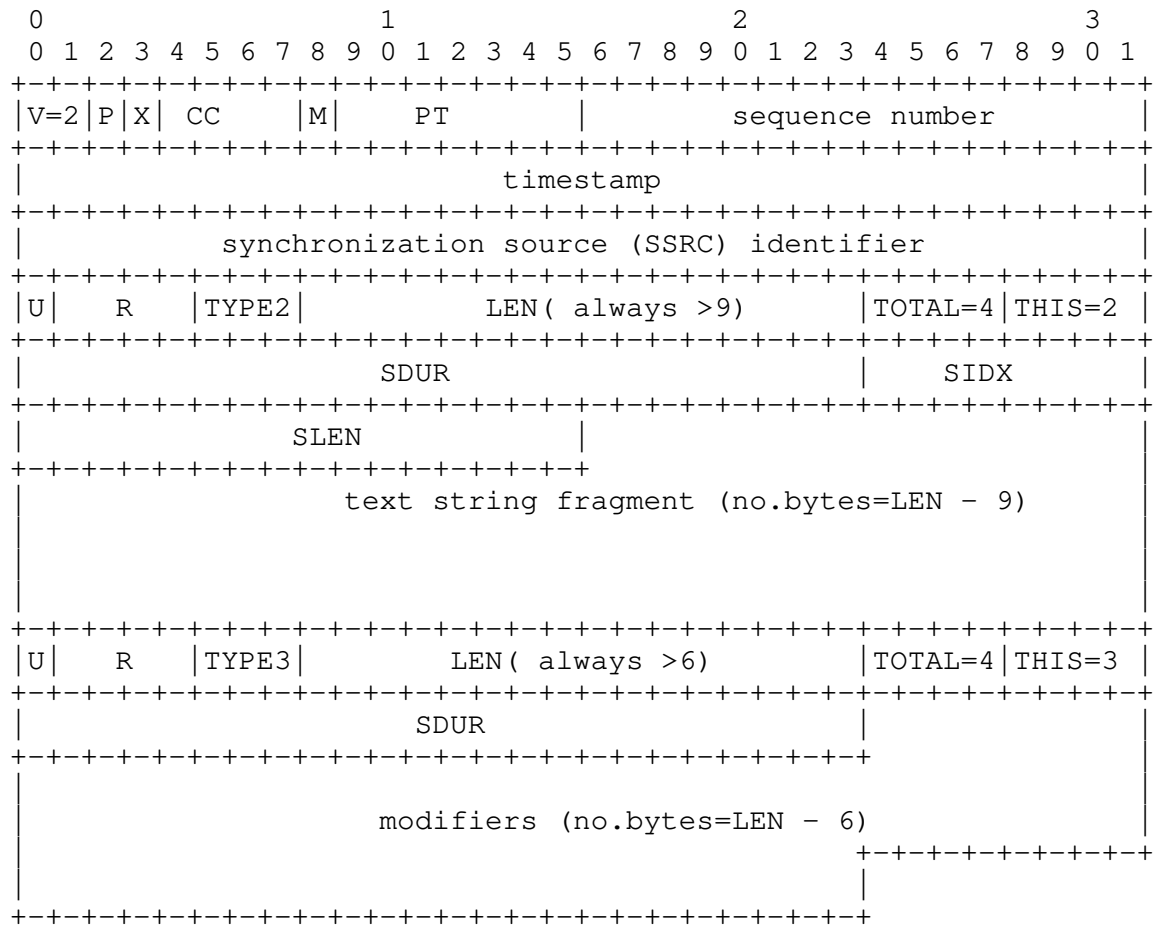 0                   1                   2                   3
0 1 2 3 4 5 6 7 8 9 0 1 2 3 4 5 6 7 8 9 0 1 2 3 4 5 6 7 8 9 0 1
+-+-+-+-+-+-+-+-+-+-+-+-+-+-+-+-+-+-+-+-+-+-+-+-+-+-+-+-+-+-+-+-+
|V=2|P|X| CC    |M|    PT       |        sequence number        |
+-+-+-+-+-+-+-+-+-+-+-+-+-+-+-+-+-+-+-+-+-+-+-+-+-+-+-+-+-+-+-+-+
|                           timestamp                           |
+-+-+-+-+-+-+-+-+-+-+-+-+-+-+-+-+-+-+-+-+-+-+-+-+-+-+-+-+-+-+-+-+
|           synchronization source (SSRC) identifier            |
+-+-+-+-+-+-+-+-+-+-+-+-+-+-+-+-+-+-+-+-+-+-+-+-+-+-+-+-+-+-+-+-+
|U|    R    |TYPE2|          LEN( always >9)      |TOTAL=4|THIS=2 |
+-+-+-+-+-+-+-+-+-+-+-+-+-+-+-+-+-+-+-+-+-+-+-+-+-+-+-+-+-+-+-+-+
|                    SDUR                       |    SIDX       |
+-+-+-+-+-+-+-+-+-+-+-+-+-+-+-+-+-+-+-+-+-+-+-+-+-+-+-+-+-+-+-+-+
|               SLEN            |                               |
+-+-+-+-+-+-+-+-+-+-+-+-+-+-+-+-+                               |
|                  text string fragment (no.bytes=LEN - 9)      |
|                                                               |
|                                                               |
|                                                               |
+-+-+-+-+-+-+-+-+-+-+-+-+-+-+-+-+-+-+-+-+-+-+-+-+-+-+-+-+-+-+-+-+
|U|    R    |TYPE3|        LEN( always >6)        |TOTAL=4|THIS=3 |
+-+-+-+-+-+-+-+-+-+-+-+-+-+-+-+-+-+-+-+-+-+-+-+-+-+-+-+-+-+-+-+-+
|                      SDUR                     |               |
+-+-+-+-+-+-+-+-+-+-+-+-+-+-+-+-+-+-+-+-+-+-+-+-+               |
|                                                               |
|                    modifiers (no.bytes=LEN - 6)               |
|                                               +-+-+-+-+-+-+-+-+
|                                               |
+-+-+-+-+-+-+-+-+-+-+-+-+-+-+-+-+-+-+-+-+-+-+-+-+